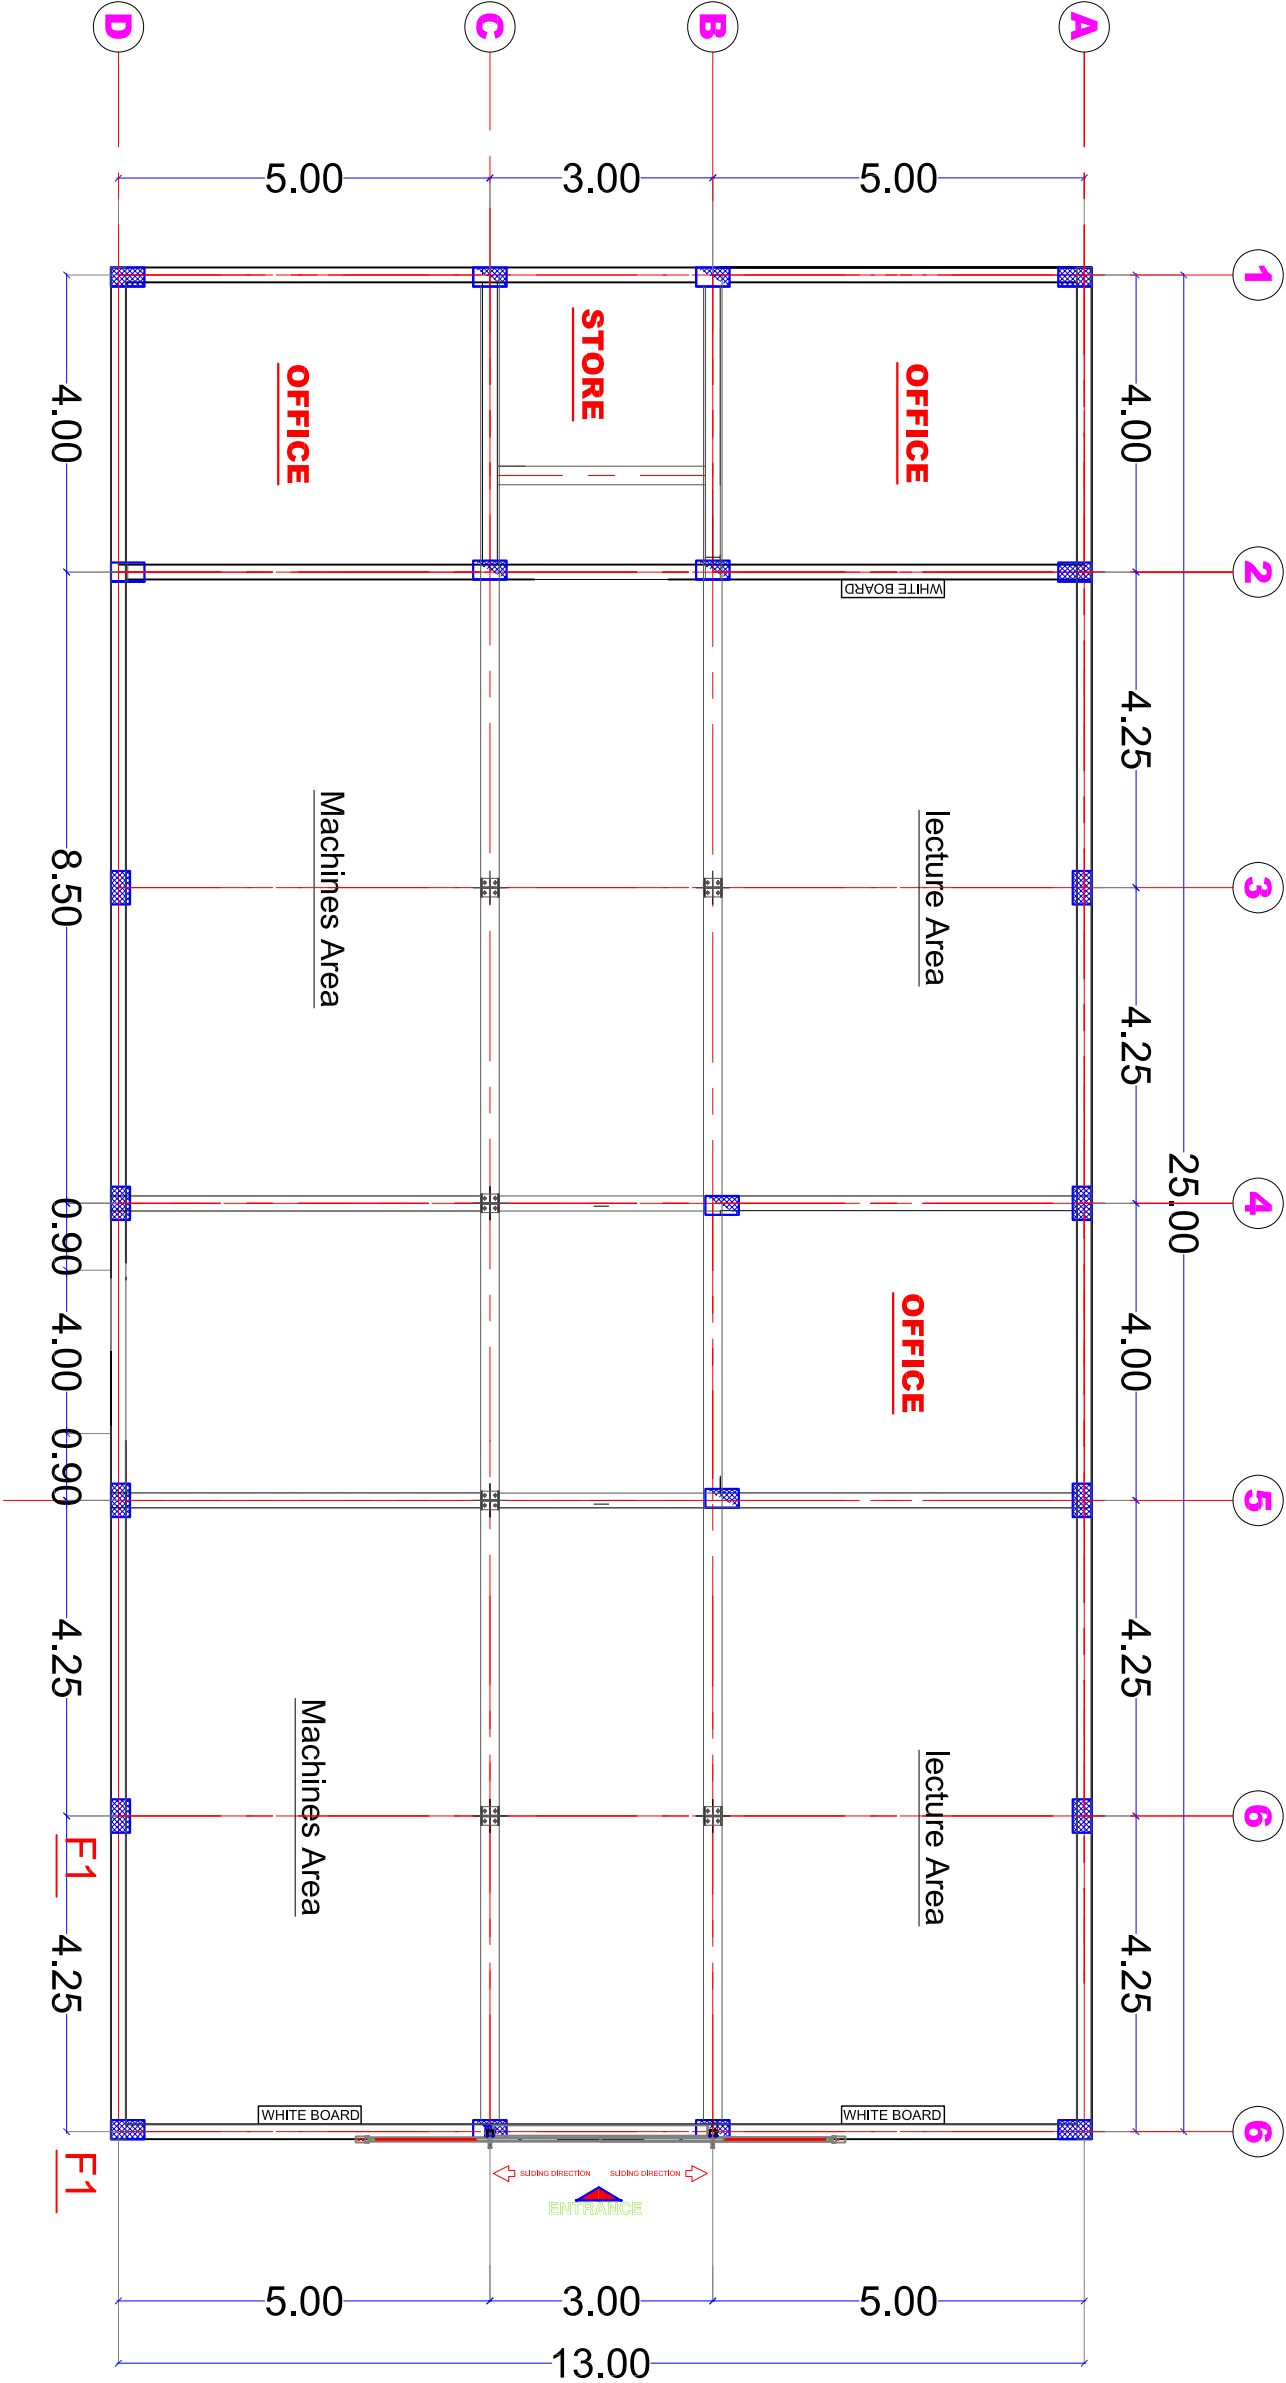 D
C
B
A
5.00
3.00
5.00
1
OFFICE
STORE
OFFICE
4.00
4.00
2
WHITE BOARD
4.25
Machines Area
lecture Area
8.50
3
4.25
25.00
4
0.90
OFFICE
4.00
4.00
0.90
5
4.25
4.25
Machines Area
lecture Area
6
F1
4.25
4.25
WHITE BOARD
WHITE BOARD
6
F1
SLIDING DIRECTION
SLIDING DIRECTION
ENTRANCE
5.00
3.00
5.00
13.00